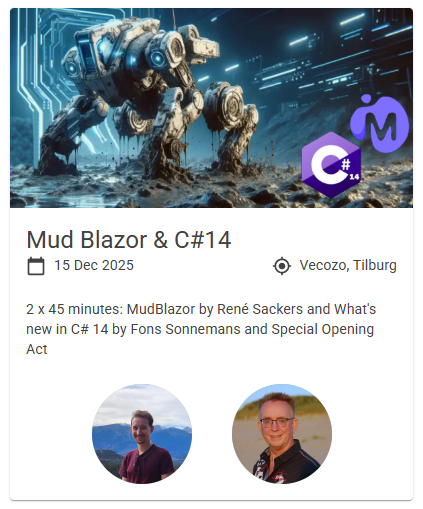 M
C#
14
Mud Blazor & C#14
15 Dec 2025
Vecozo, Tilburg
2 x 45 minutes: MudBlazor by René Sackers and What's
new in C# 14 by Fons Sonnemans and Special Opening
Act